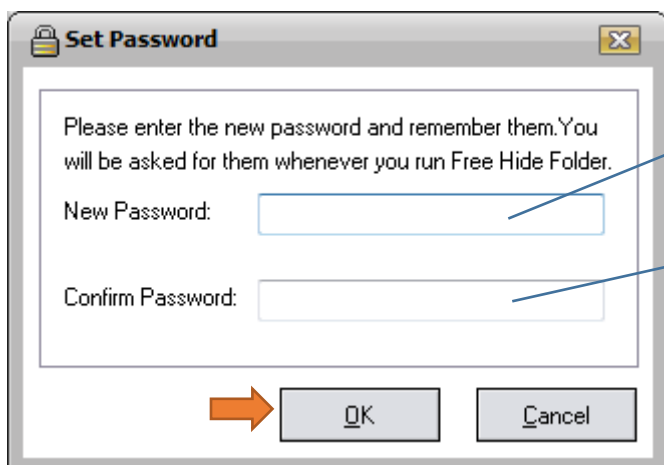 Set Password
Please enter the new password and remember them.You
will be asked for them whenever you run Free Hide Folder.
New Password:
Confirm Password:
OK
Cancel